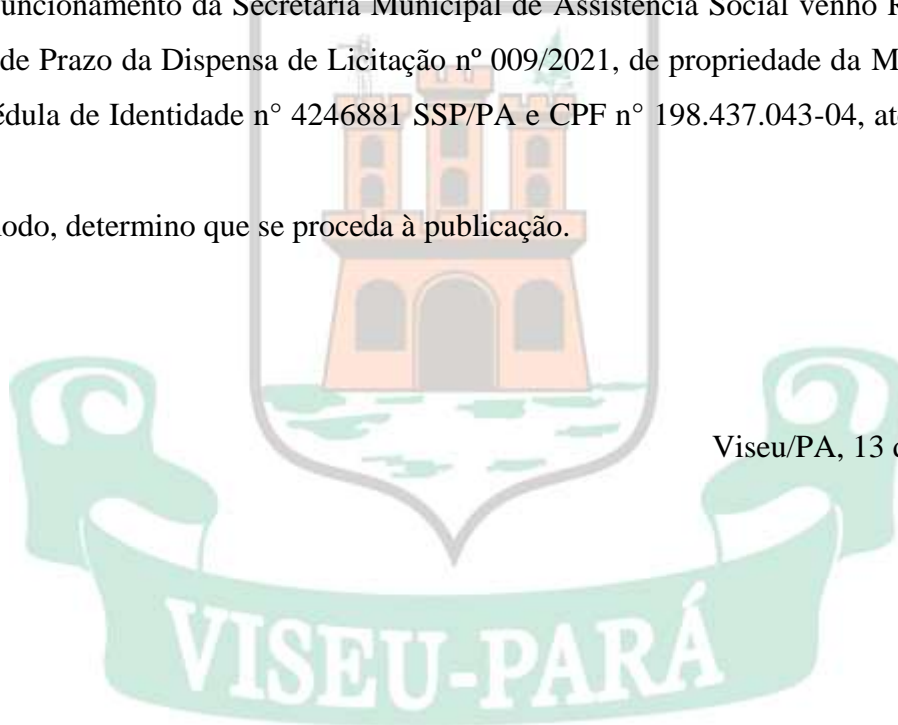 uncionamento da Secretaria Municipal de Assistência Social venho R
de Prazo da Dispensa de Licitação nº 009/2021, de propriedade da M
édula de Identidade n° 4246881 SSP/PA e CPF n° 198.437.043-04, at
odo, determino que se proceda à publicação.
Viseu/PA, 13 d
VISEU-PARÁ